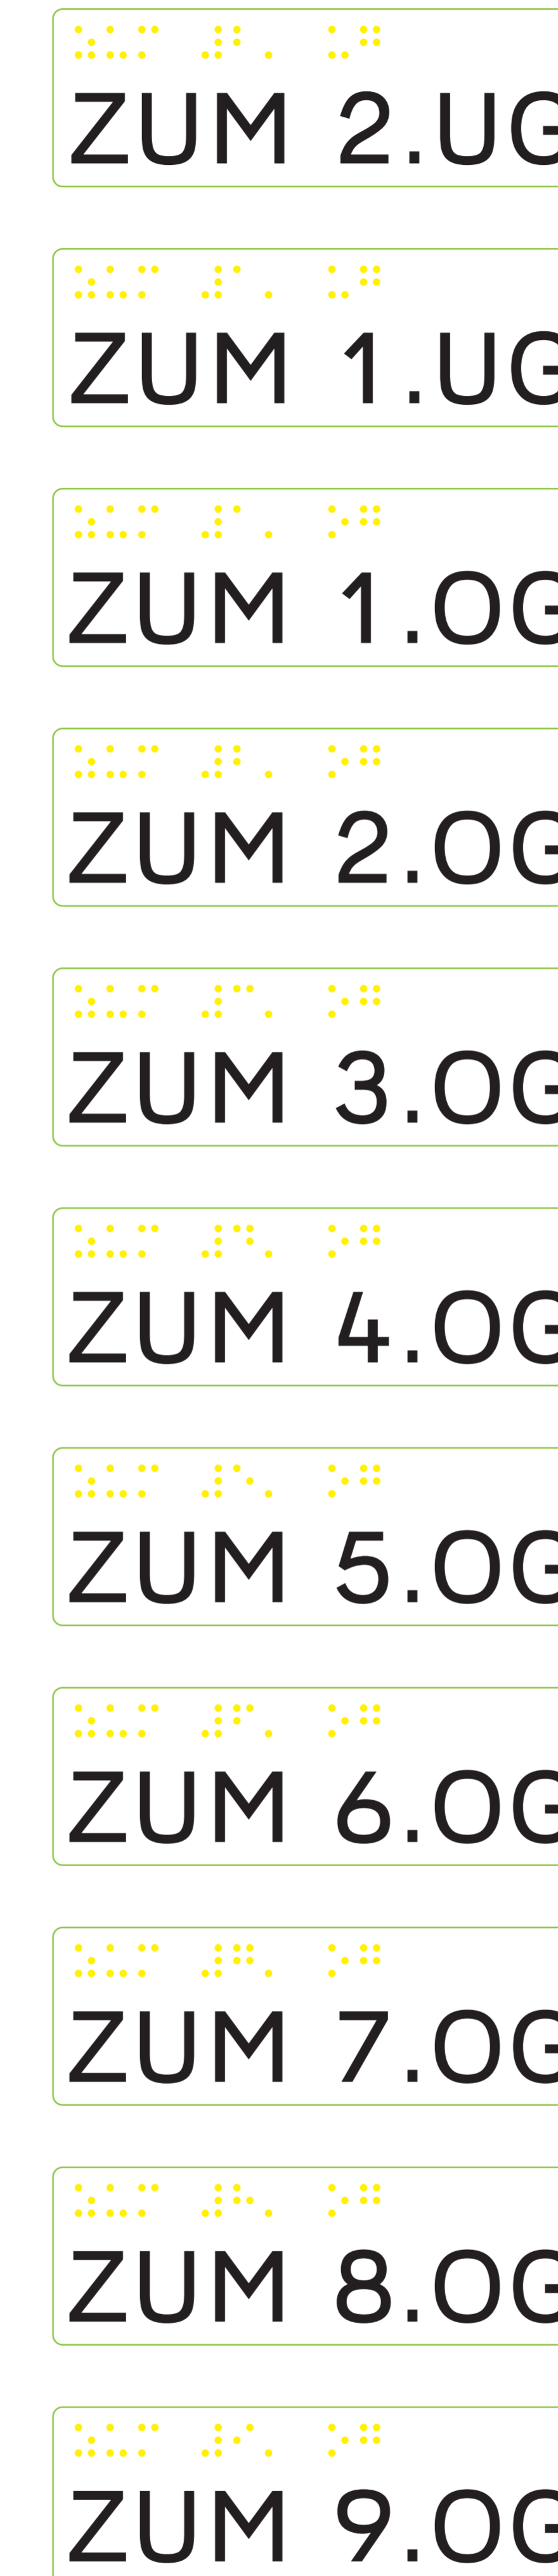 ⠵⠥⠍ ⠼⠃⠄ ⠥⠛
ZUM 2.UG
⠵⠥⠍ ⠼⠁⠄ ⠥⠛
ZUM 1.UG
⠵⠥⠍ ⠼⠁⠄ ⠕⠛
ZUM 1.OG
⠵⠥⠍ ⠼⠃⠄ ⠕⠛
ZUM 2.OG
⠵⠥⠍ ⠼⠉⠄ ⠕⠛
ZUM 3.OG
⠵⠥⠍ ⠼⠙⠄ ⠕⠛
ZUM 4.OG
⠵⠥⠍ ⠼⠑⠄ ⠕⠛
ZUM 5.OG
⠵⠥⠍ ⠼⠋⠄ ⠕⠛
ZUM 6.OG
⠵⠥⠍ ⠼⠛⠄ ⠕⠛
ZUM 7.OG
⠵⠥⠍ ⠼⠓⠄ ⠕⠛
ZUM 8.OG
⠵⠥⠍ ⠼⠊⠄ ⠕⠛
ZUM 9.OG